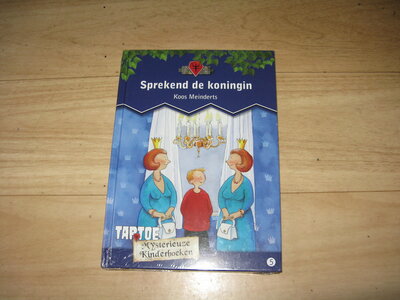 Sprekend de koningin
Koos Meinderts
TAPTOE
Mysterieuze
Kinderboeken
5